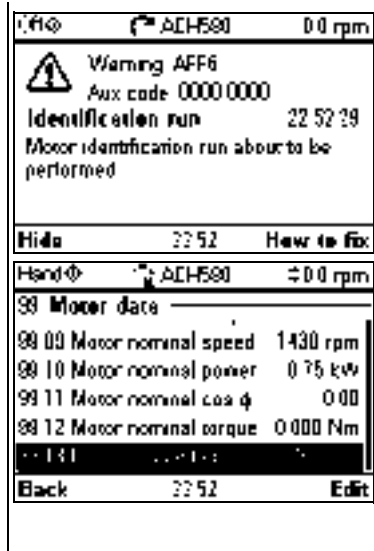 Off ACH580 0.0 rpm
Warning AFF6
Aux code 0000 0000
Identification run 22:52:29
Motor identification run about to be
performed
Hide 22:52 How to fix
Hand ACH580 0.0 rpm
99 Motor data
99.09 Motor nominal speed 1430 rpm
99.10 Motor nominal power 0.75 kW
99.11 Motor nominal cos ϕ 0.00
99.12 Motor nominal torque 0.000 Nm
Back 22:52 Edit